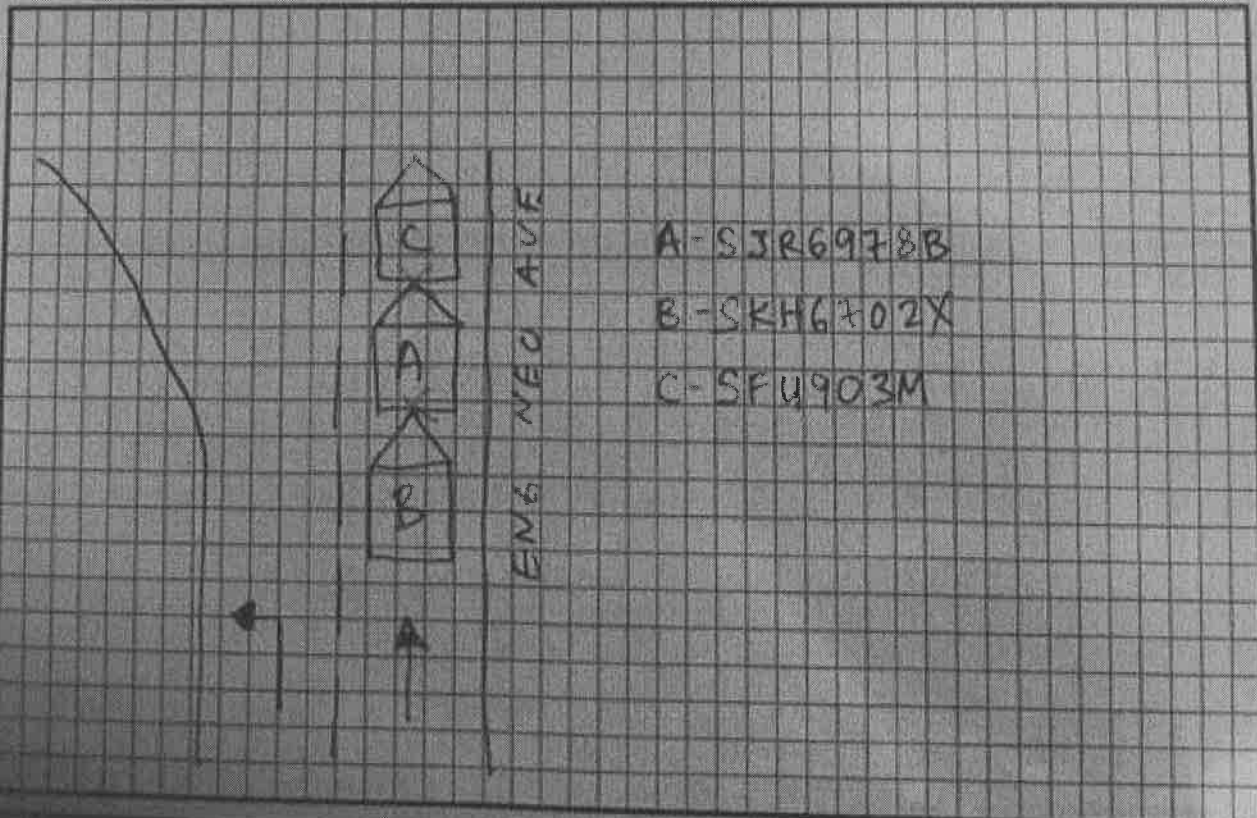 C
A
B
ENG NEO AVE
A - SJR6978B
B - SKH6702X
C - SFU903M